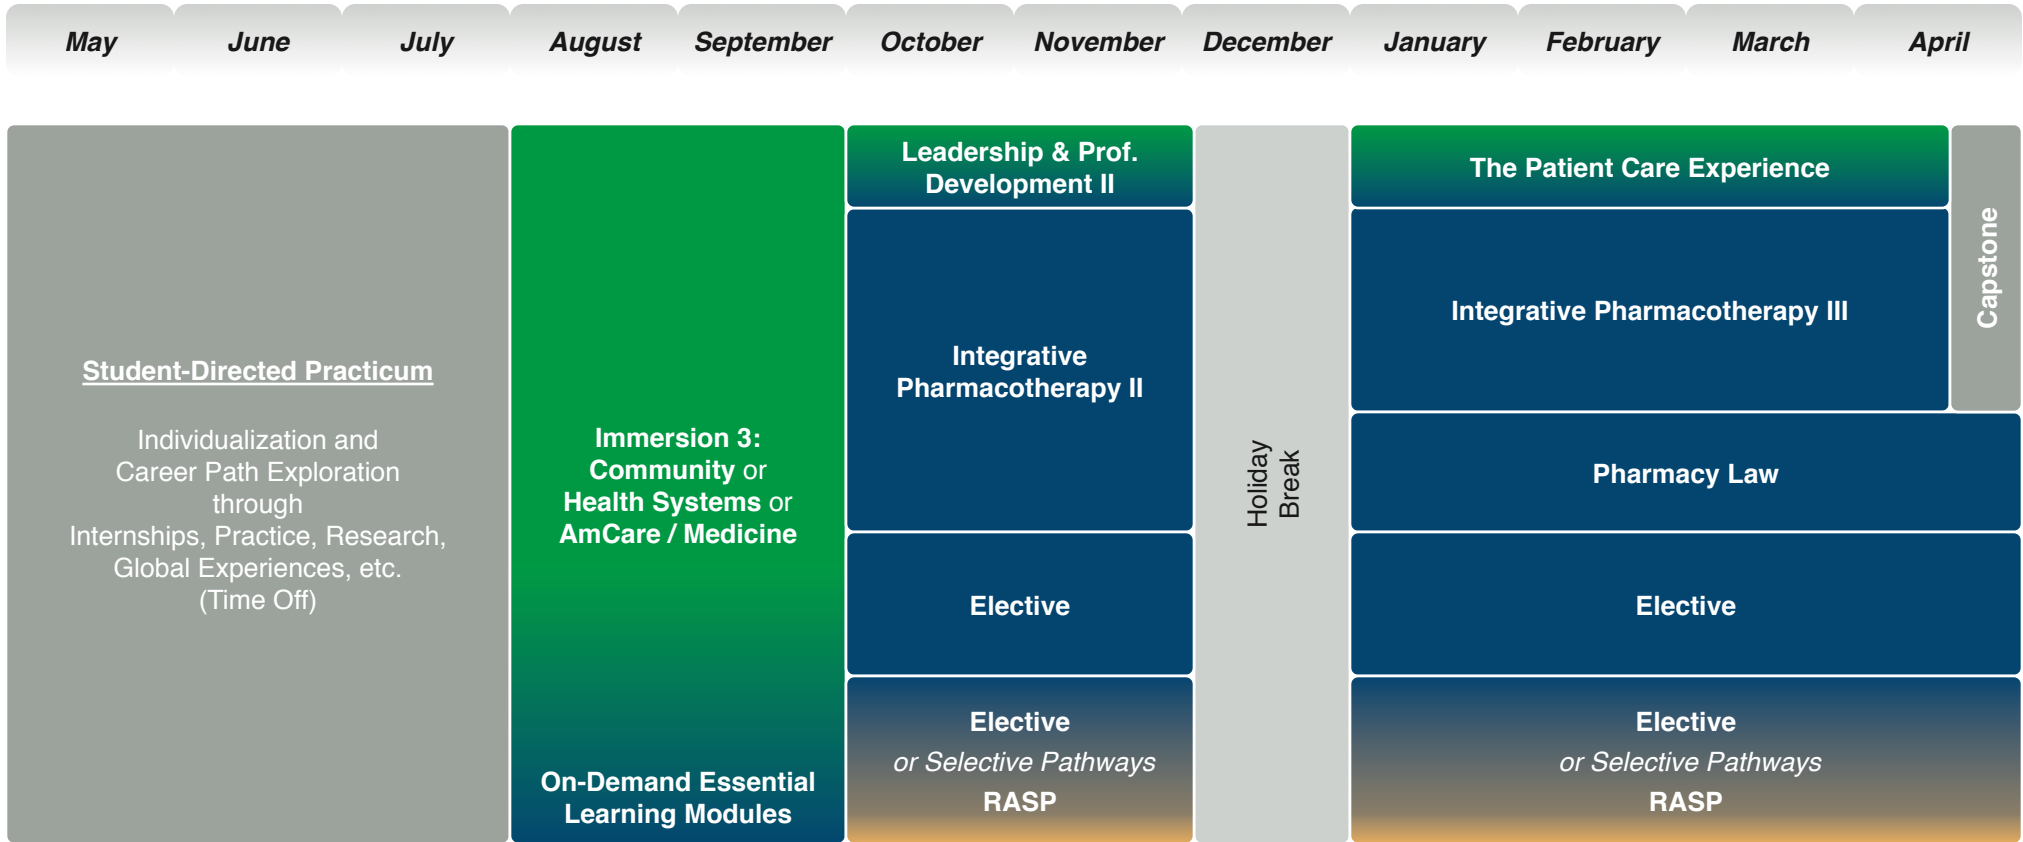 May June July August September October November December January February March April
Student-Directed Practicum
Individualization and
Career Path Exploration
through
Internships, Practice, Research,
Global Experiences, etc.
(Time Off)
Immersion 3:
Community or
Health Systems or
AmCare / Medicine
On-Demand Essential
Learning Modules
Leadership & Prof.
Development II
Integrative
Pharmacotherapy II
Elective
Elective
or Selective Pathways
RASP
Holiday
Break
The Patient Care Experience
Integrative Pharmacotherapy III
Capstone
Pharmacy Law
Elective
Elective
or Selective Pathways
RASP